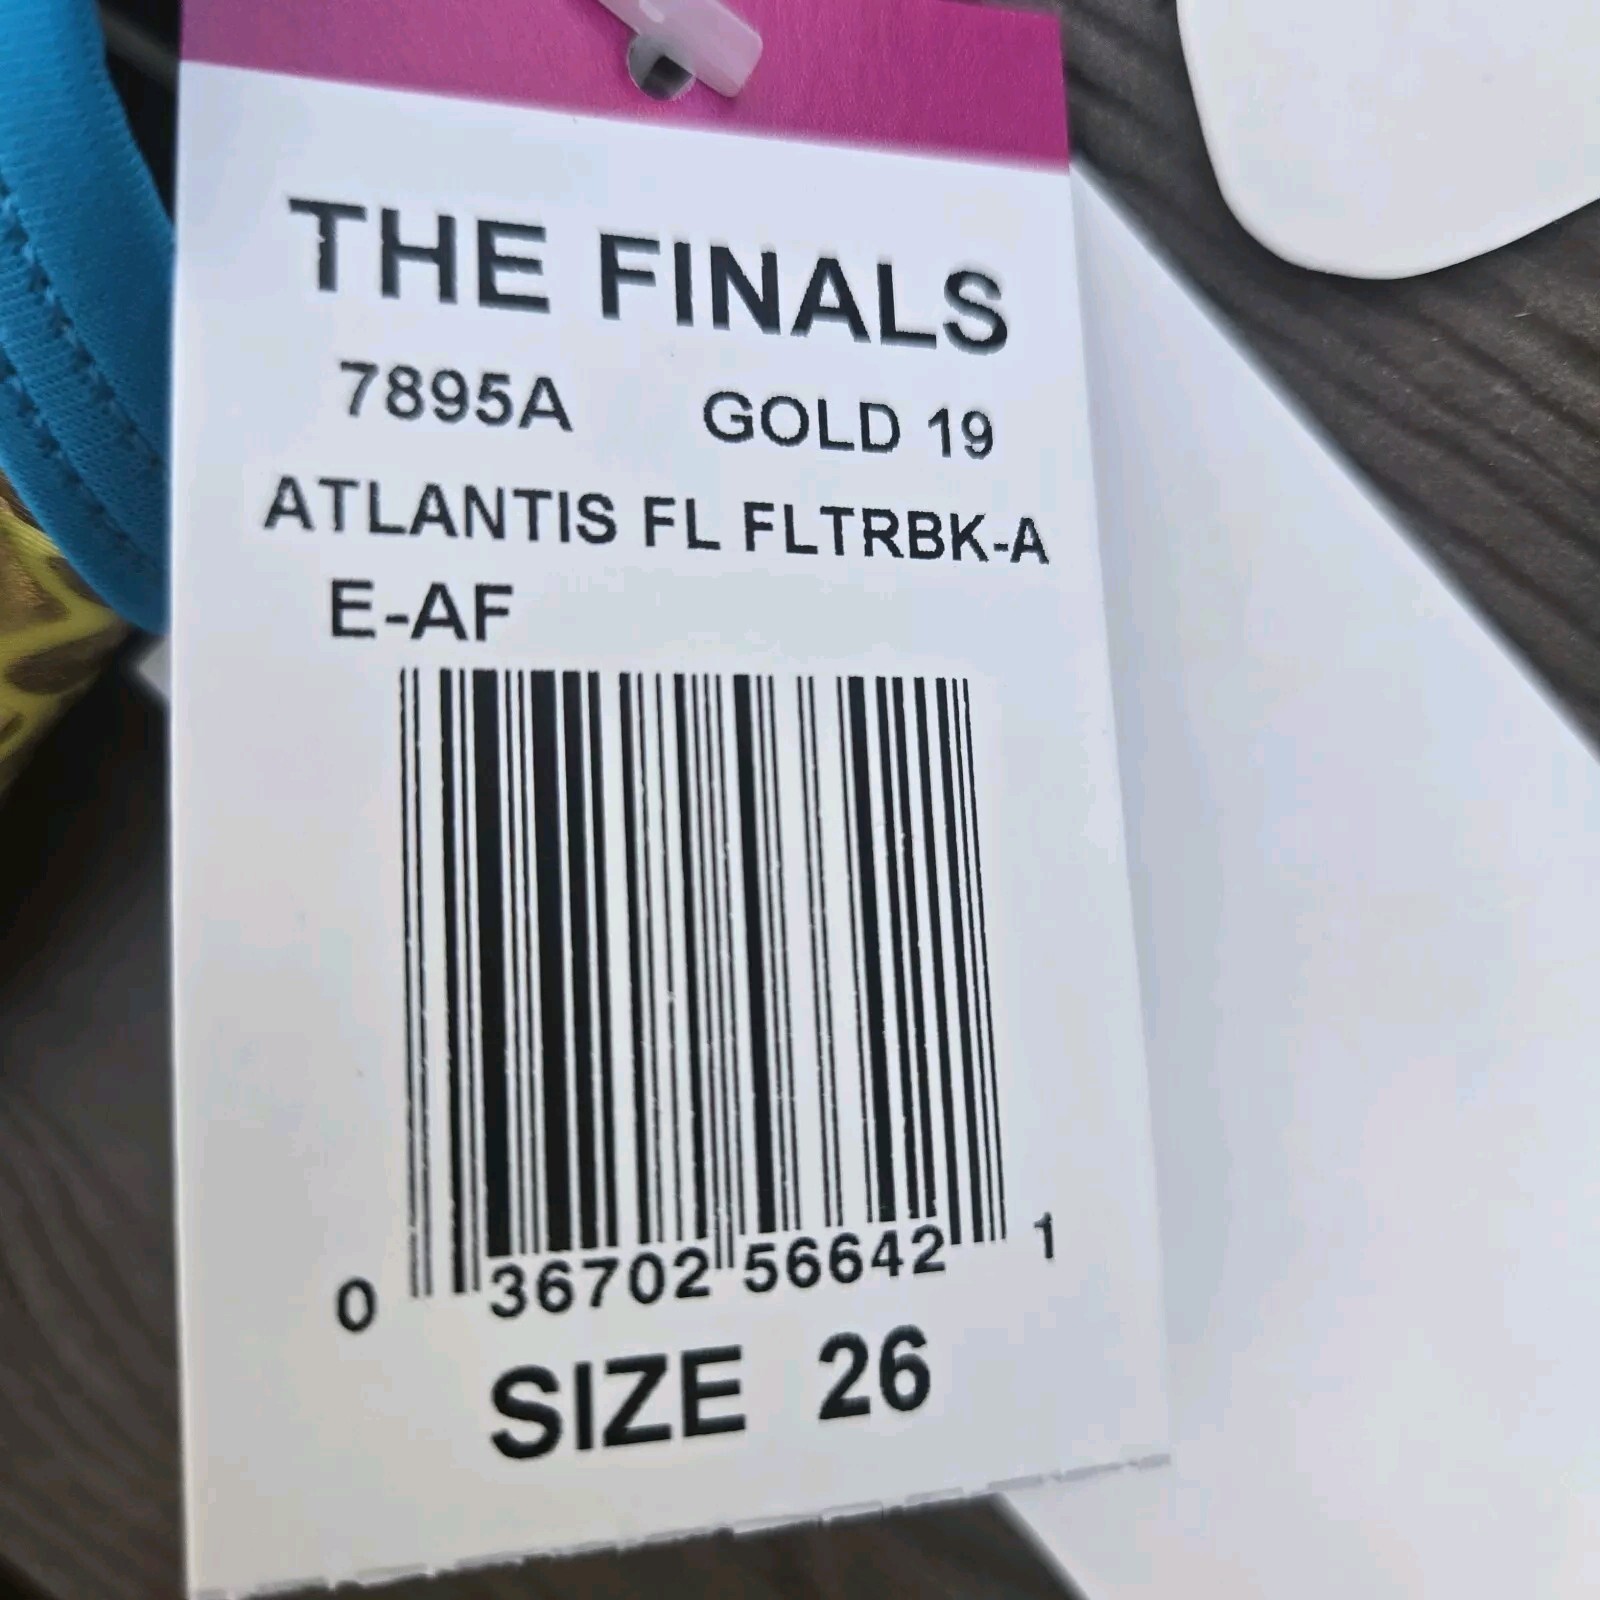 THE FINALS
7895A GOLD 19
ATLANTIS FL FLTRBK-A
E-AF
0 36702 56642 1
SIZE 26